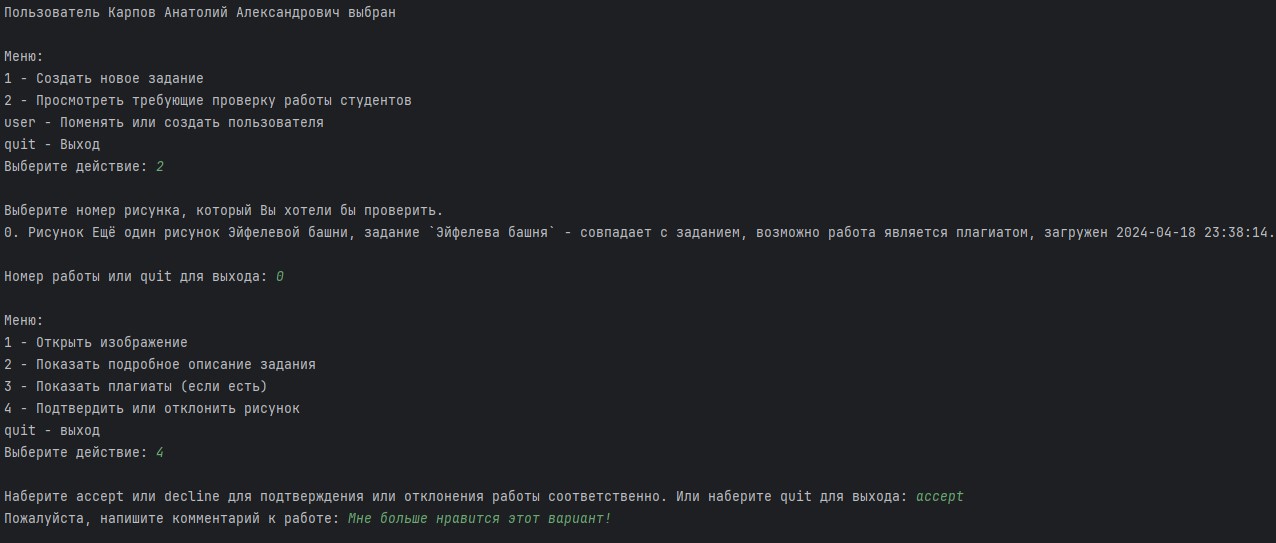 Пользователь Карпов Анатолий Александрович выбран
Меню:
1 - Создать новое задание
2 - Просмотреть требующие проверку работы студентов
user - Поменять или создать пользователя
quit - Выход
Выберите действие: 2
Выберите номер рисунка, который Вы хотели бы проверить.
0. Рисунок Ещё один рисунок Эйфелевой башни, задание `Эйфелева башня` - совпадает с заданием, возможно работа является плагиатом, загружен 2024-04-18 23:38:14.
Номер работы или quit для выхода: 0
Меню:
1 - Открыть изображение
2 - Показать подробное описание задания
3 - Показать плагиаты (если есть)
4 - Подтвердить или отклонить рисунок
quit - выход
Выберите действие: 4
Наберите accept или decline для подтверждения или отклонения работы соответственно. Или наберите quit для выхода: accept
Пожалуйста, напишите комментарий к работе: Мне больше нравится этот вариант!